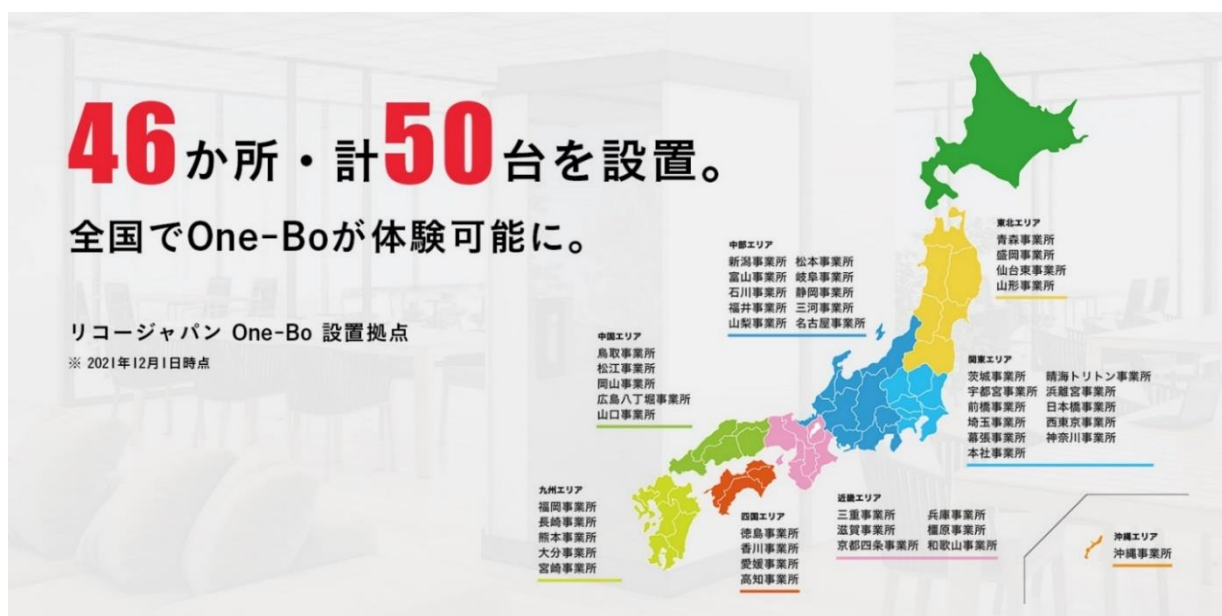 46か所・計50台を設置。
全国でOne-Boが体験可能に。
リコージャパン One-Bo 設置拠点
※ 2021年12月1日時点
東北エリア
青森事業所
盛岡事業所
仙台東事業所
山形事業所
中部エリア
新潟事業所 松本事業所
富山事業所 岐阜事業所
石川事業所 静岡事業所
福井事業所 三河事業所
山梨事業所 名古屋事業所
関東エリア
茨城事業所 晴海トリトン事業所
宇都宮事業所 浜離宮事業所
前橋事業所 日本橋事業所
埼玉事業所 西東京事業所
幕張事業所 神奈川事業所
本社事業所
中国エリア
鳥取事業所
松江事業所
岡山事業所
広島八丁堀事業所
山口事業所
九州エリア
福岡事業所
長崎事業所
熊本事業所
大分事業所
宮崎事業所
四国エリア
徳島事業所
香川事業所
愛媛事業所
高知事業所
近畿エリア
三重事業所 兵庫事業所
滋賀事業所 橿原事業所
京都四条事業所 和歌山事業所
沖縄エリア
沖縄事業所